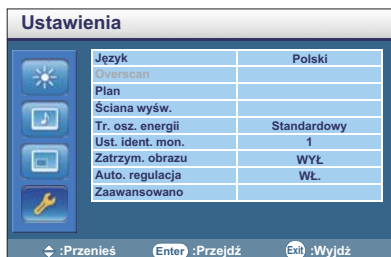 Ustawienia
Język Polski
Overscan
Plan
Ściana wyśw.
Tr. osz. energii Standardowy
Ust. ident. mon. 1
Zatrzym. obrazu WYŁ
Auto. regulacja WŁ.
Zaawansowano
:Przenieś Enter :Przejdź Exit :Wyjdż